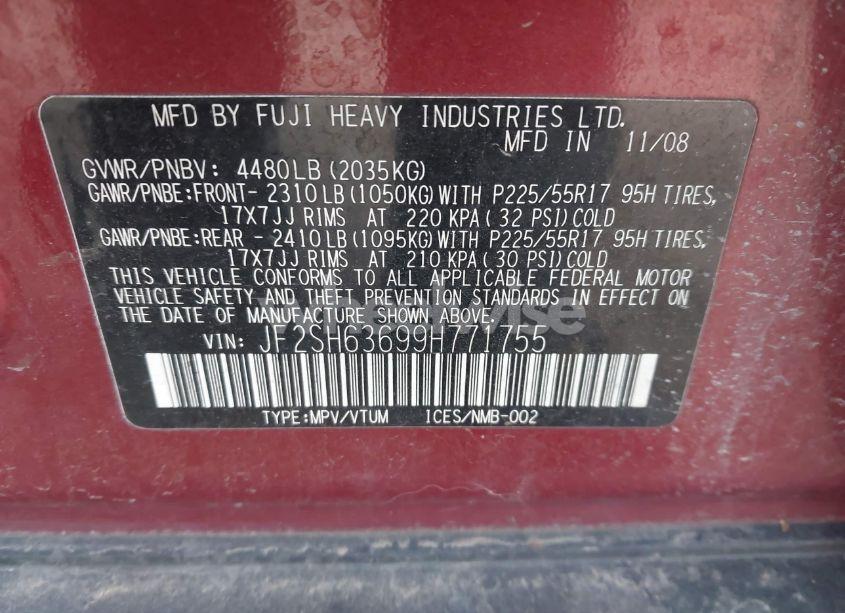 MFD BY FUJI HEAVY INDUSTRIES LTD.
MFD IN 11/08
GVWR/PNBV: 4480LB(2035KG)
GAWR/PNBE:FRONT- 2310LB(1050KG)WITH P225/55R17 95H TIRES,
17X7JJ RIMS AT 220 KPA( 32 PSI)COLD
GAWR/PNBE:REAR - 2410LB(1095KG)WITH P225/55R17 95H TIRES,
17X7JJ RIMS AT 210 KPA( 30 PSI)COLD
THIS VEHICLE CONFORMS TO ALL APPLICABLE FEDERAL MOTOR
VEHICLE SAFETY AND THEFT PREVENTION STANDARDS IN EFFECT ON
THE DATE OF MANUFACTURE SHOWN ABOVE.
VIN: JF2SH63699H771755
TYPE:MPV/VTUM ICES/NMB-002